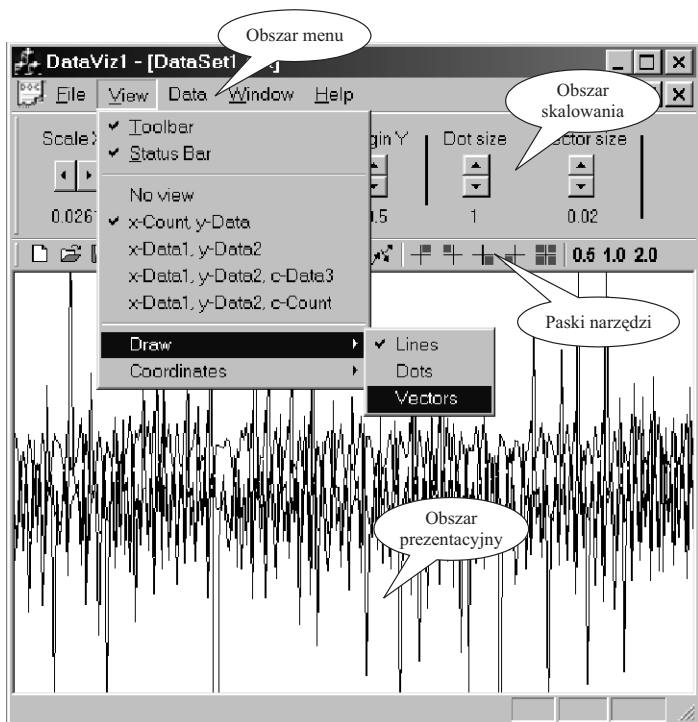 Obszar menu
DataViz1 - [DataSet1
File View Data Window Help
Obszar
skalowania
Toolbar
Status Bar
No view
x-Count, y-Data
x-Data1, y-Data2
x-Data1, y-Data2, c-Data3
x-Data1, y-Data2, c-Count
Draw
Coordinates
Lines
Dots
Vectors
Scale
Y Dot size size
0.026 .5 1 0.02
0.5 1.0 2.0
Paski narzędzi
Obszar
prezentacyjny